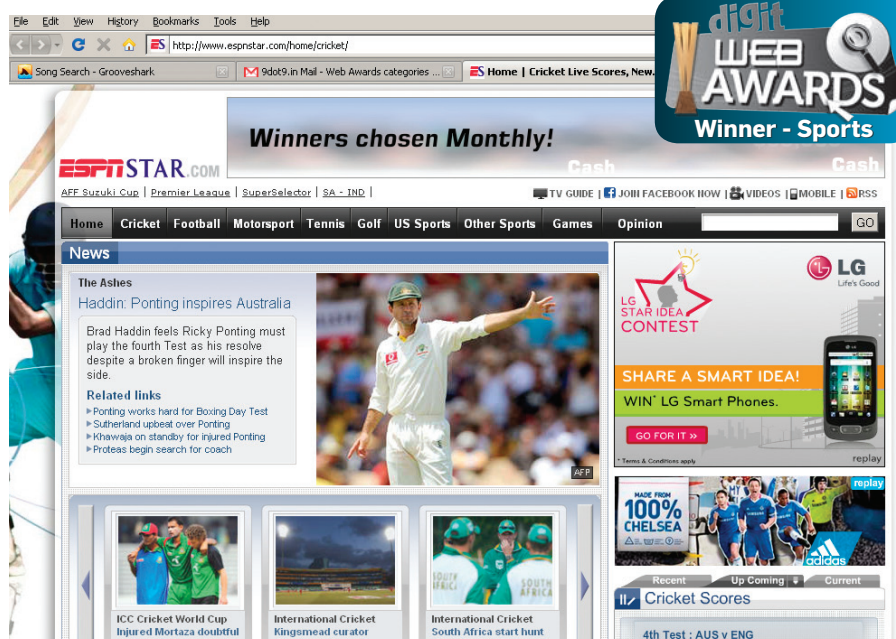 File Edit View History Bookmarks Tools Help
digit
WEB
AWARDS
Winner - Sports
http://www.espnstar.com/home/cricket/
Song Search - Grooveshark
9dot9.in Mail - Web Awards categories ...
ES Home | Cricket Live Scores, New.
Winners chosen Monthly!
Cash
Cash
ESPNSTAR.COM
AFF Suzuki Cup | Premier League | SuperSelector | SA - IND |
TV GUIDE | JOIN FACEBOOK NOW | VIDEOS | MOBILE | RSS
Home Cricket Football Motorsport Tennis Golf US Sports Other Sports Games Opinion GO
News
The Ashes
Haddin: Ponting inspires Australia
Brad Haddin feels Ricky Ponting must
play the fourth Test as his resolve
despite a broken finger will inspire the
side.
Related links
Ponting works hard for Boxing Day Test
Sutherland upbeat over Ponting
Khawaja on standby for injured Ponting
Proteas begin search for coach
AFP
LG
Life's Good
LG
STAR IDEA
CONTEST
SHARE A SMART IDEA!
WIN* LG Smart Phones.
GO FOR IT »
* Terms & Conditions apply
replay
replay
MADE FROM
100%
CHELSEA
adidas
SOUTH
AFRICA
ICC Cricket World Cup
Injured Mortaza doubtful
International Cricket
Kingsmead curator
International Cricket
South Africa start hunt
Recent Up Coming Current
Cricket Scores
4th Test : AUS v ENG